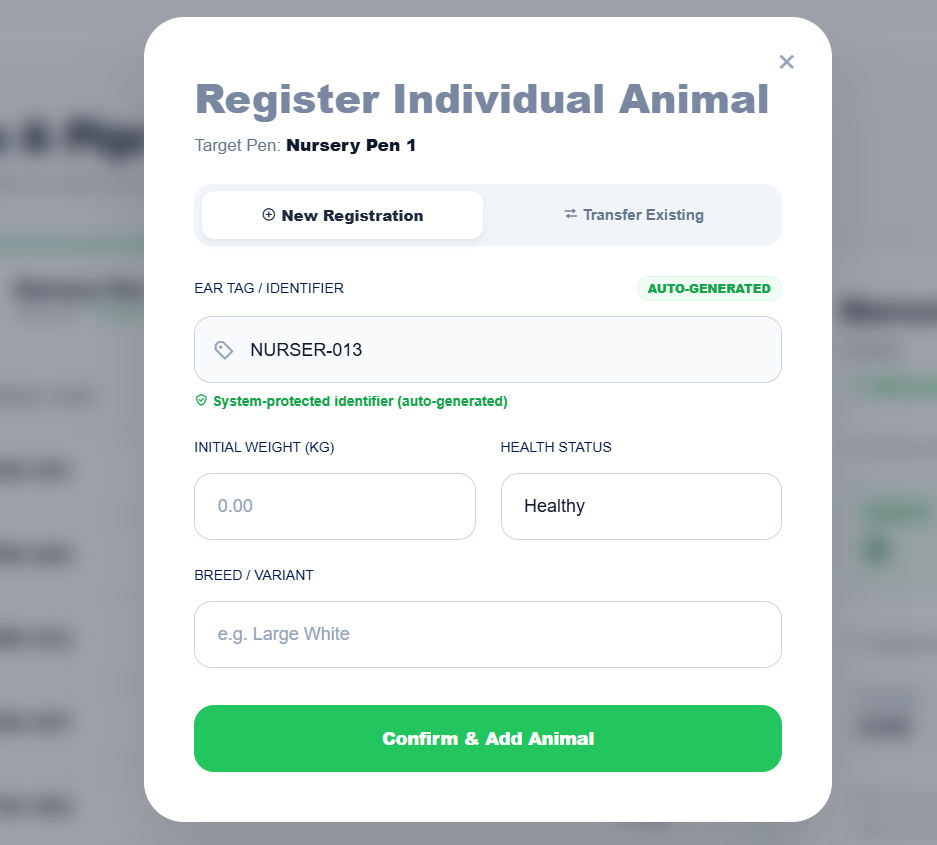 Register Individual Animal
Target Pen: Nursery Pen 1
New Registration
Transfer Existing
EAR TAG / IDENTIFIER
AUTO-GENERATED
NURSER-013
System-protected identifier (auto-generated)
INITIAL WEIGHT (KG)
HEALTH STATUS
0.00
Healthy
BREED / VARIANT
e.g. Large White
Confirm & Add Animal